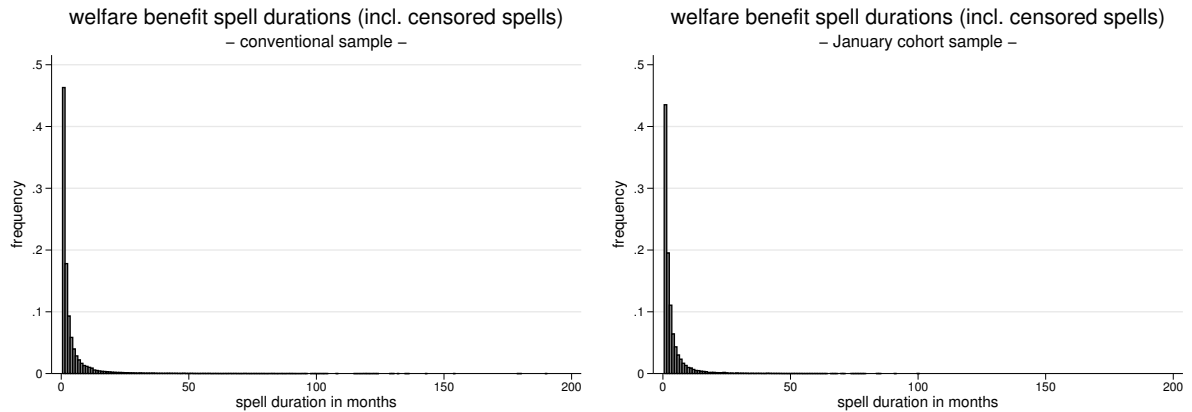 welfare benefit spell durations (incl. censored spells)
– conventional sample –
.5
.4
.3
.2
.1
0
frequency
0 50 100 150 200
spell duration in months
welfare benefit spell durations (incl. censored spells)
– January cohort sample –
.5
.4
.3
.2
.1
0
frequency
0 50 100 150 200
spell duration in months